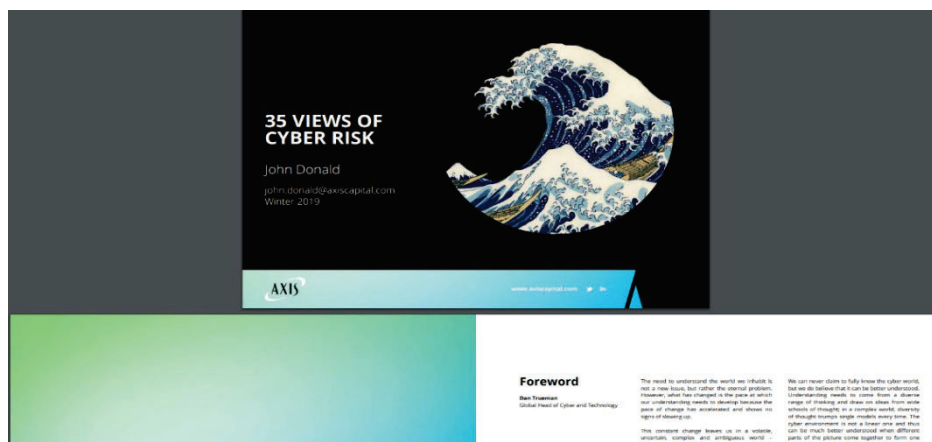 35 VIEWS OF
CYBER RISK
John Donald
john.donald@axiscapital.com
Winter 2019
AXIS
www.axiscapital.com
Foreword
Dan Trueman
Global Head of Cyber and Technology
The need to understand the world we inhabit is
not a new issue, but rather the eternal problem.
However, what has changed is the pace at which
our understanding needs to develop because the
pace of change has accelerated and shows no
signs of slowing up.
This constant change leaves us in a volatile,
uncertain, complex and ambiguous world -
We can never claim to fully know the cyber world,
but we do believe that it can be better understood.
Understanding needs to come from a diverse
range of thinking and draw on ideas from wide
schools of thought; in a complex world, diversity
of thought trumps single models every time. The
cyber environment is not a linear one and thus
can be much better understood when different
parts of the picture come together to form one